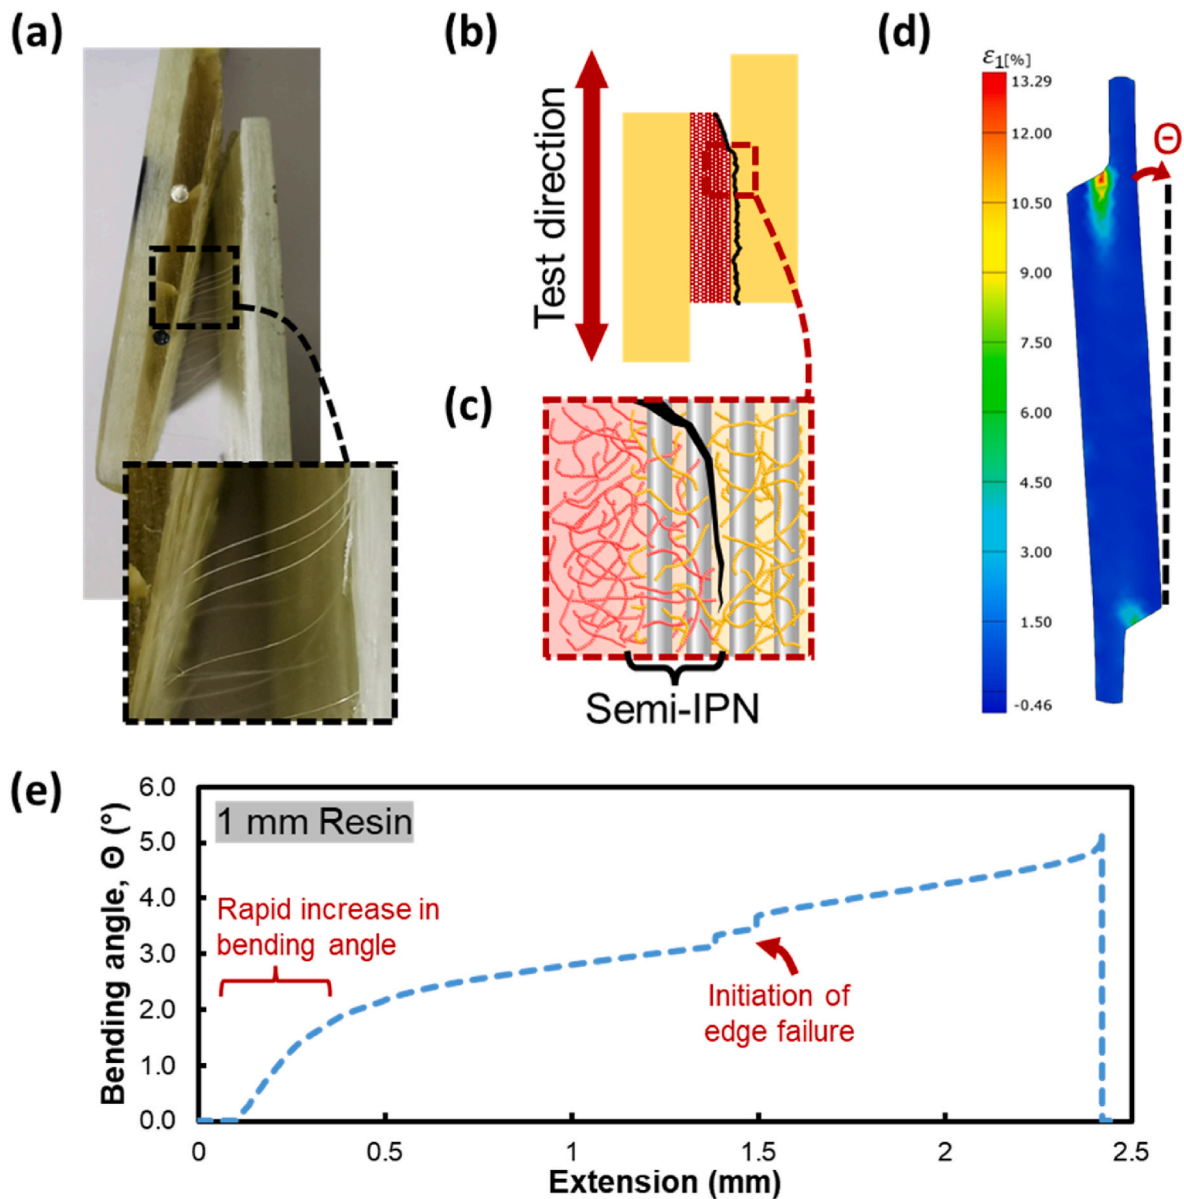 (a)
(b)
Test direction
(c)
Semi-IPN
(d)
ε1[%]
13.29
12.00
10.50
9.00
7.50
4.50
3.00
1.50
-0.46
Θ
(e)
Bending angle, Θ (°)
6.0
5.0
4.0
3.0
2.0
1.0
0.0
1 mm Resin
Rapid increase in
bending angle
Initiation of
edge failure
0
0.5
1
1.5
2
2.5
Extension (mm)